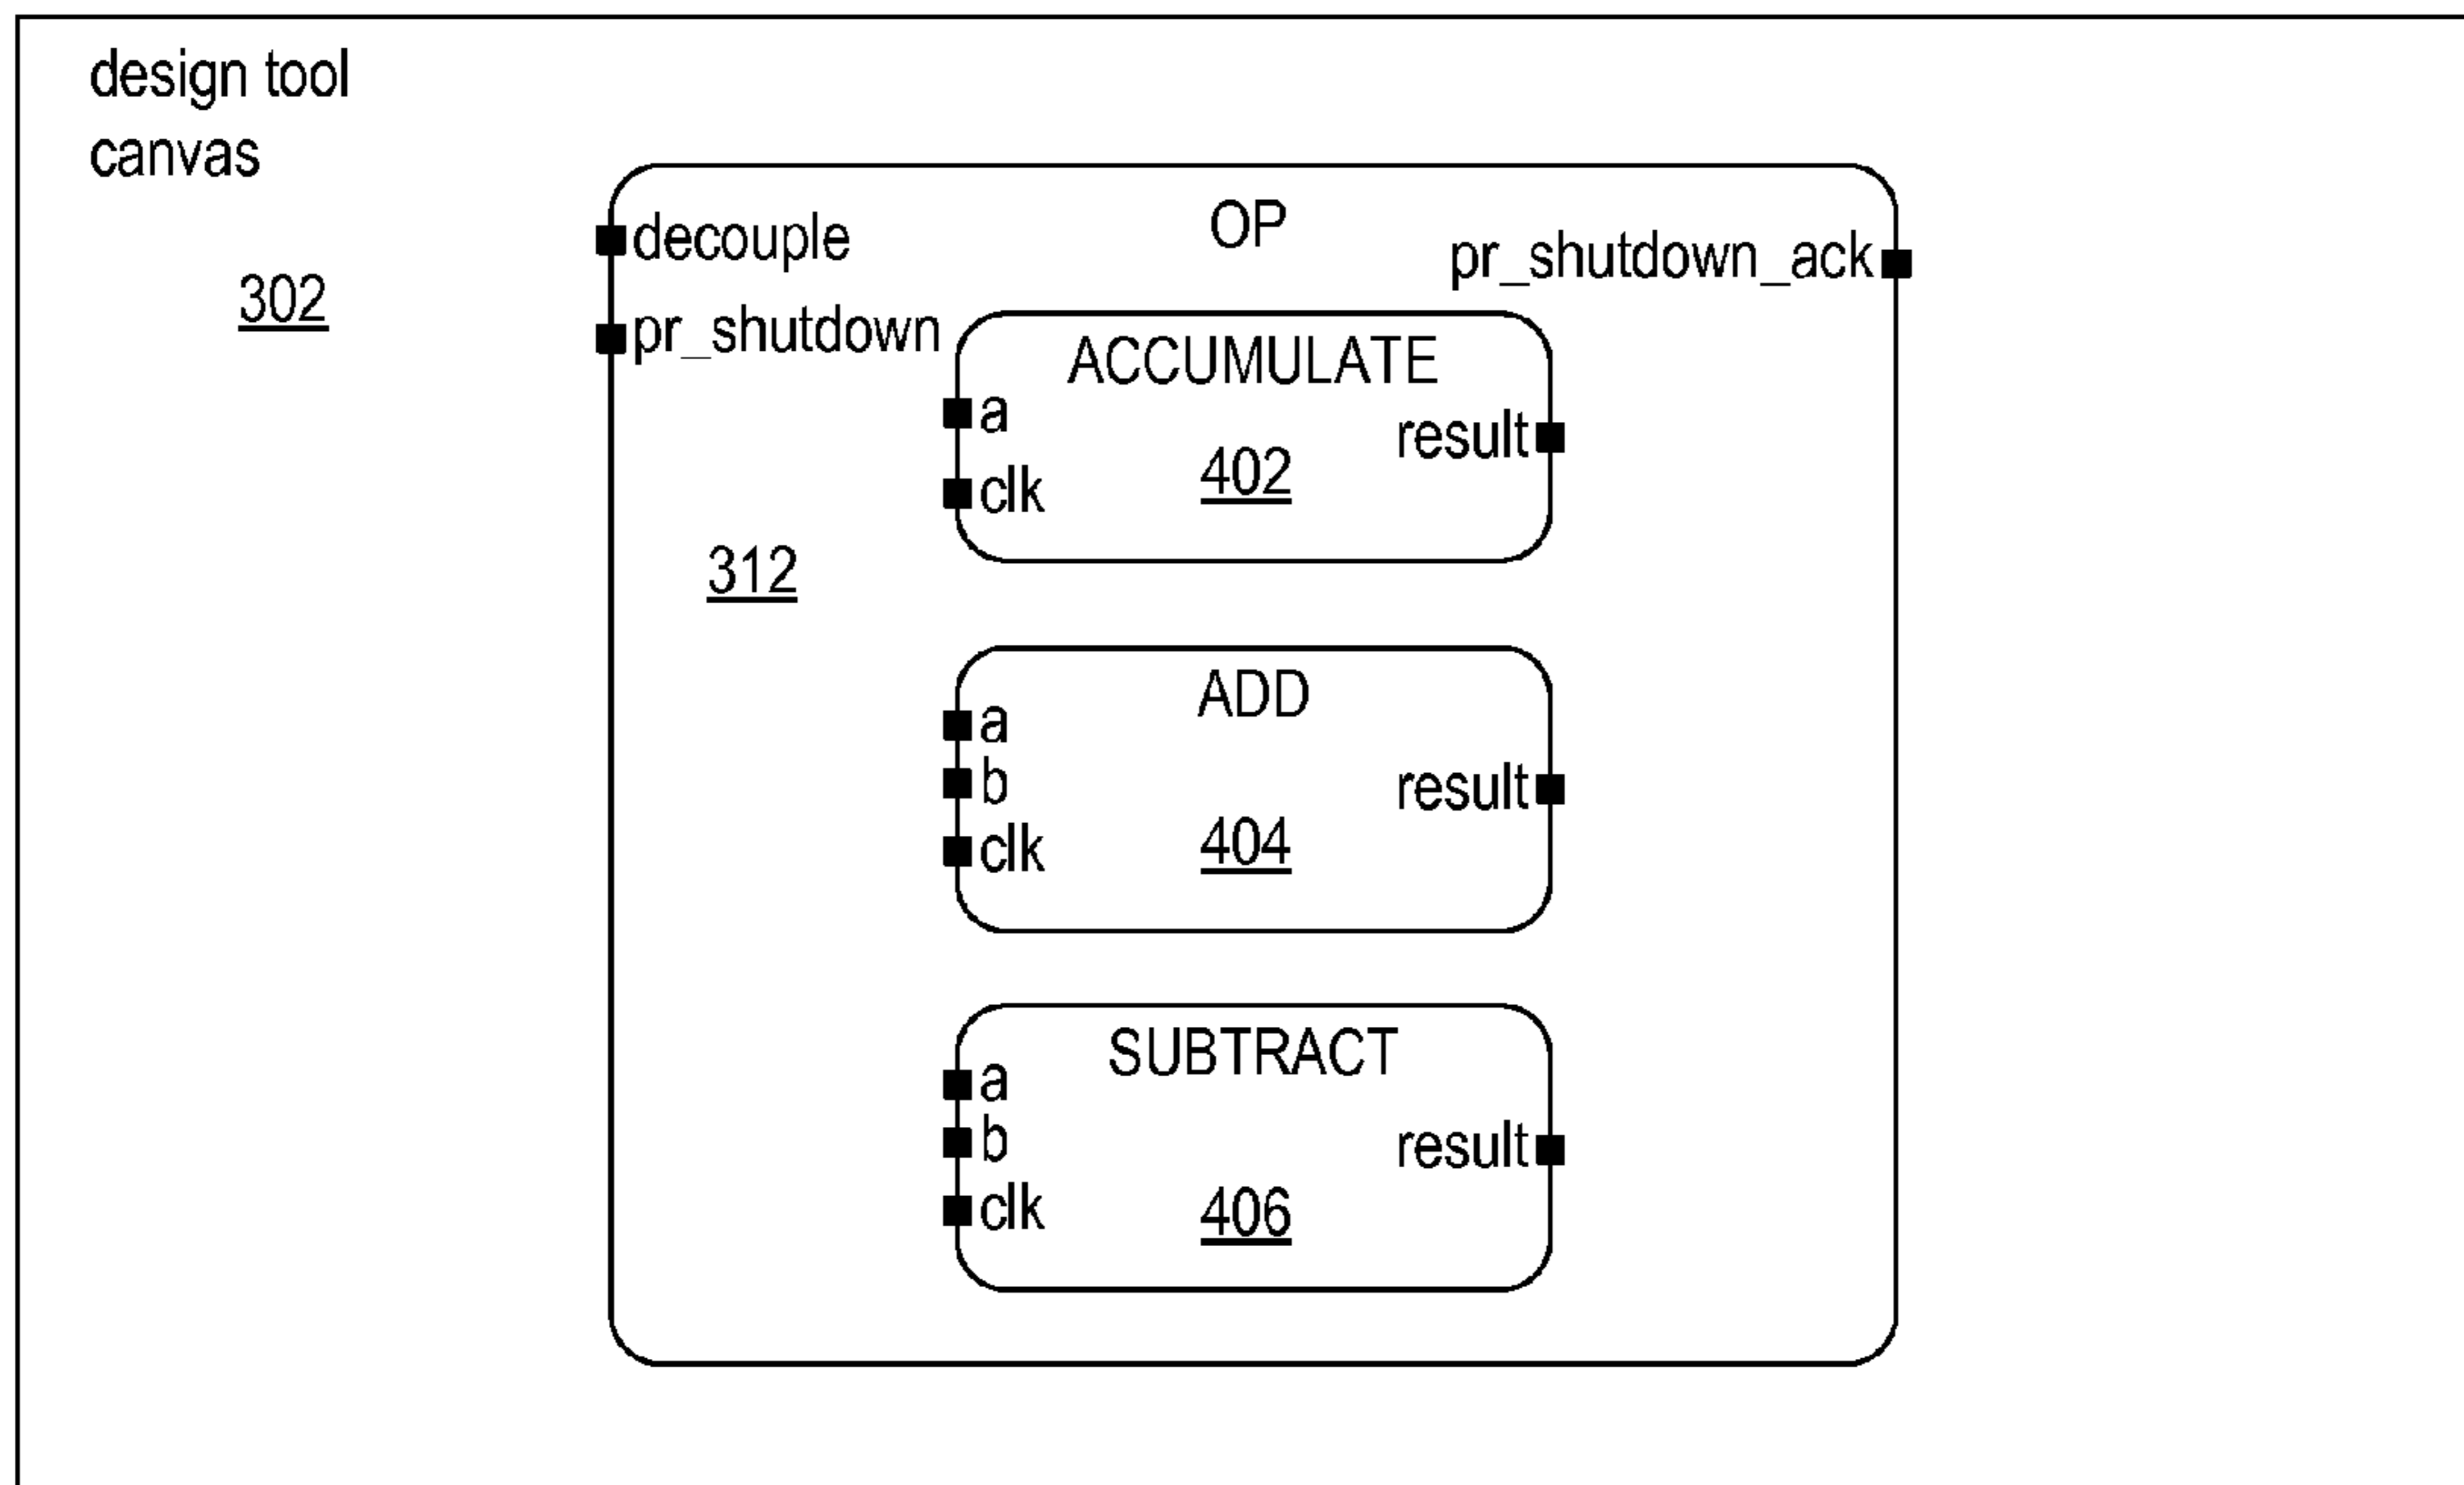 design tool
canvas
302
OP
decouple
pr_shutdown_ack
pr_shutdown
312
ACCUMULATE
a
result
clk
402
ADD
a
b
result
clk
404
SUBTRACT
a
b
result
clk
406